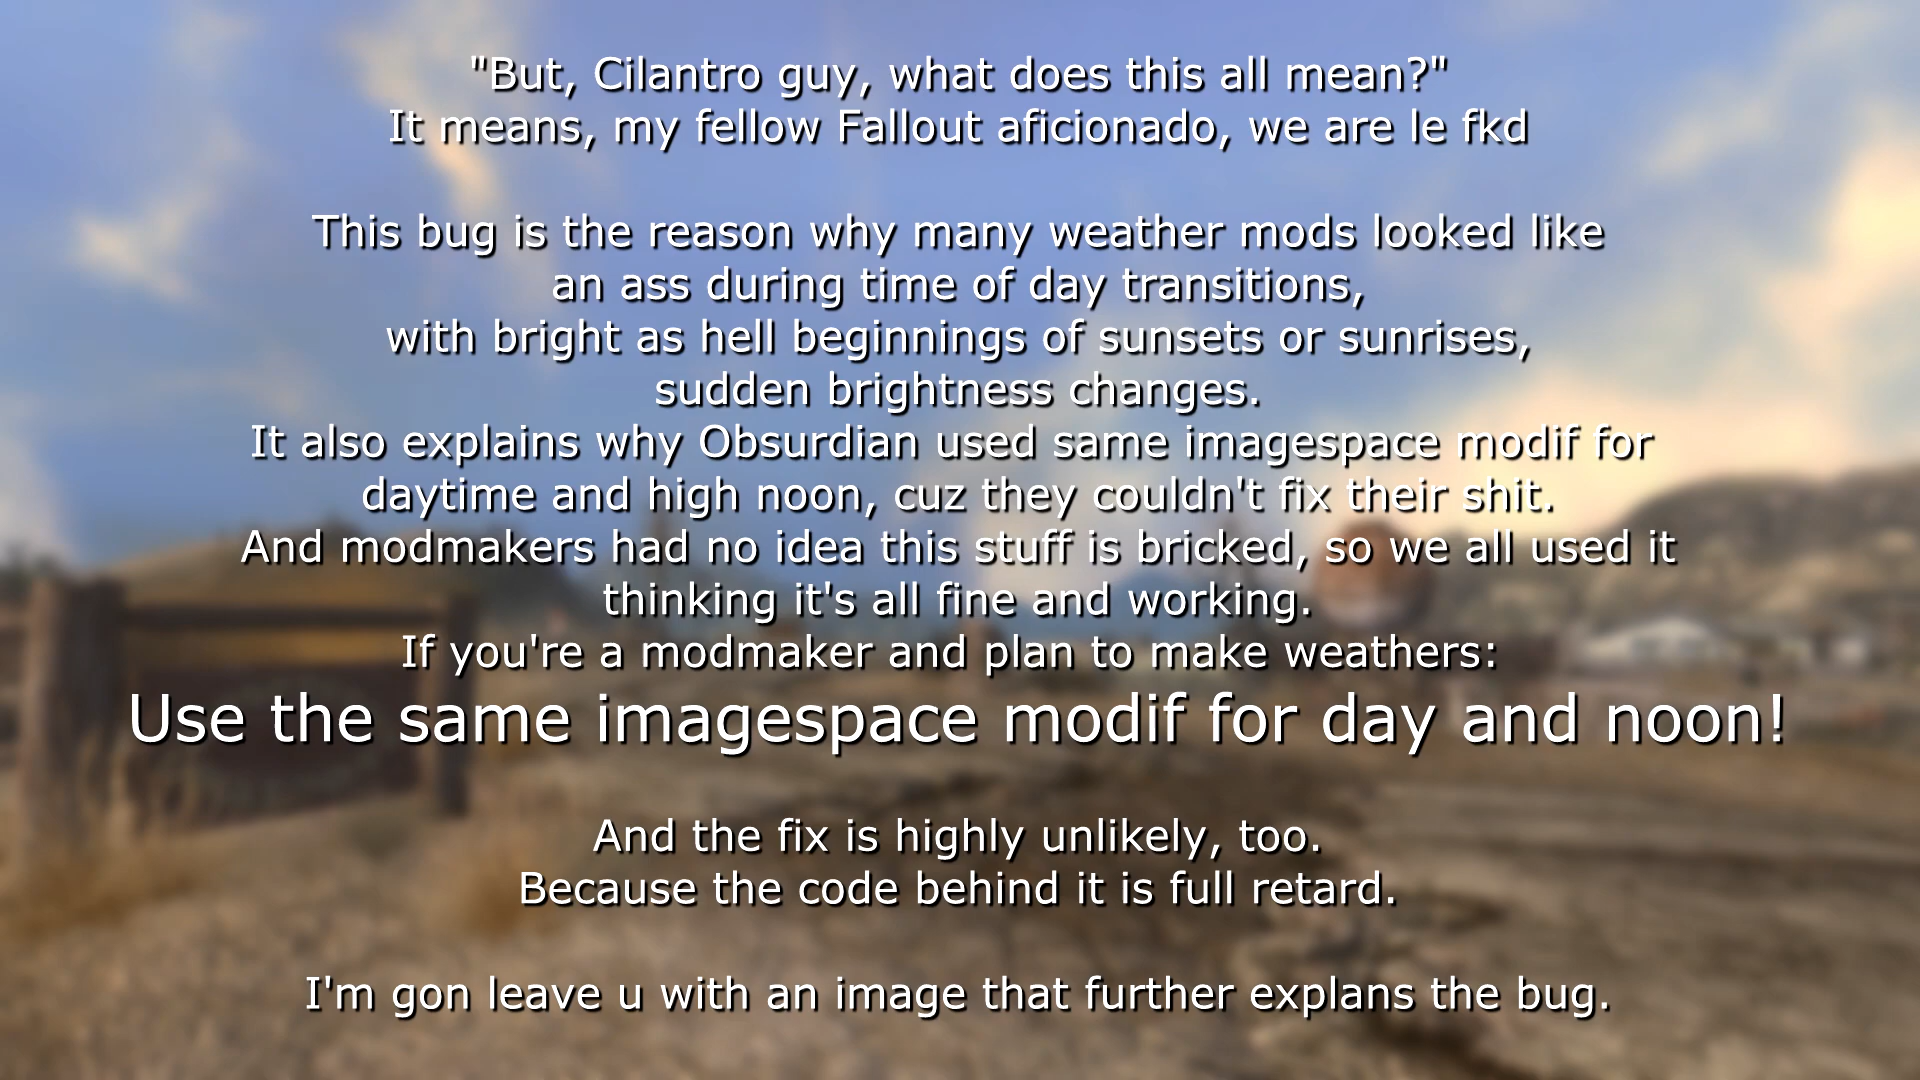 "But, Cilantro guy, what does this all mean?"
It means, my fellow Fallout aficionado, we are le fkd
This bug is the reason why many weather mods looked like
an ass during time of day transitions,
with bright as hell beginnings of sunsets or sunrises,
sudden brightness changes.
It also explains why Obsurdian used same imagespace modif for
daytime and high noon, cuz they couldn't fix their shit.
And modmakers had no idea this stuff is bricked, so we all used it
thinking it's all fine and working.
If you're a modmaker and plan to make weathers:
Use the same imagespace modif for day and noon!
And the fix is highly unlikely, too.
Because the code behind it is full retard.
I'm gon leave u with an image that further explans the bug.